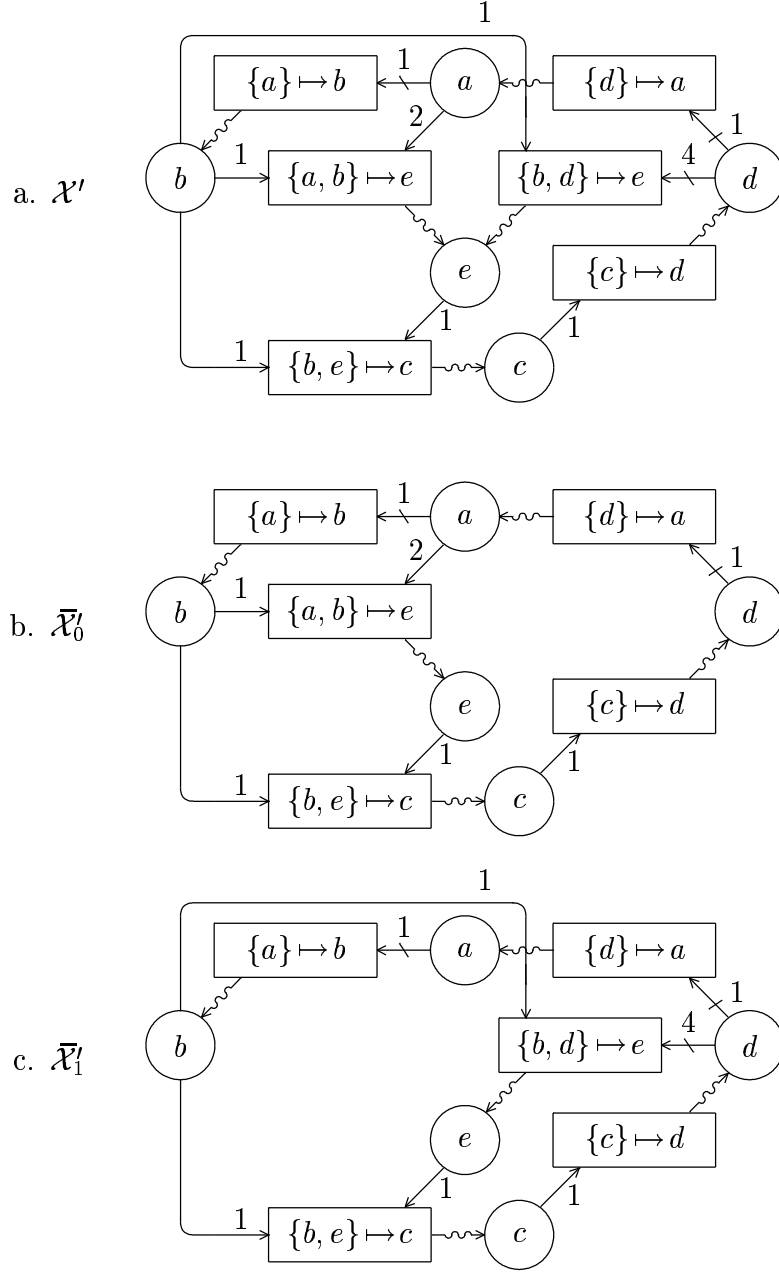 1
{a} ↦ b 1 a {d} ↦ a
2 1
b 1 {a, b} ↦ e {b, d} ↦ e 4 d
a. 𝒳′
e {c} ↦ d
1 1
1 {b, e} ↦ c c
{a} ↦ b 1 a {d} ↦ a
2 1
b 1 {a, b} ↦ e d
b. 𝒳̅′₀
e {c} ↦ d
1 1
1 {b, e} ↦ c c
1
{a} ↦ b 1 a {d} ↦ a
1
b {b, d} ↦ e 4 d
c. 𝒳̅′₁
e {c} ↦ d
1 1
1 {b, e} ↦ c c